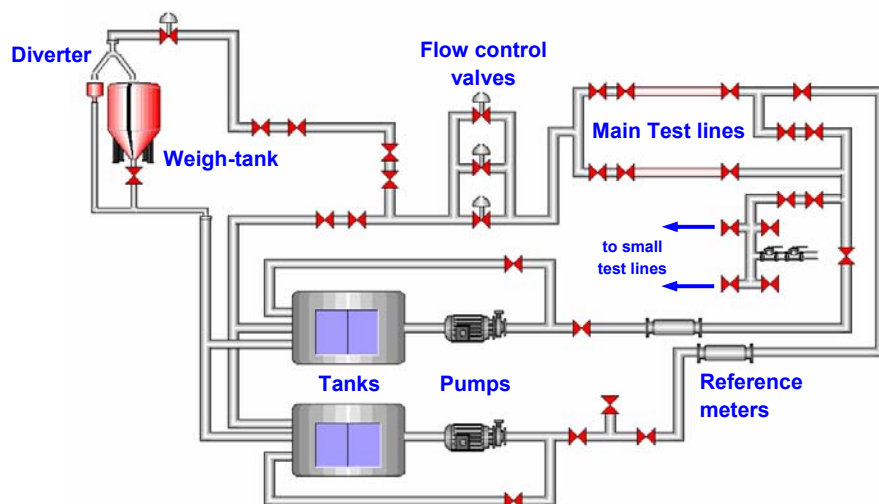 Diverter
Flow control
valves
Main Test lines
Weigh-tank
to small
test lines
Tanks
Pumps
Reference
meters